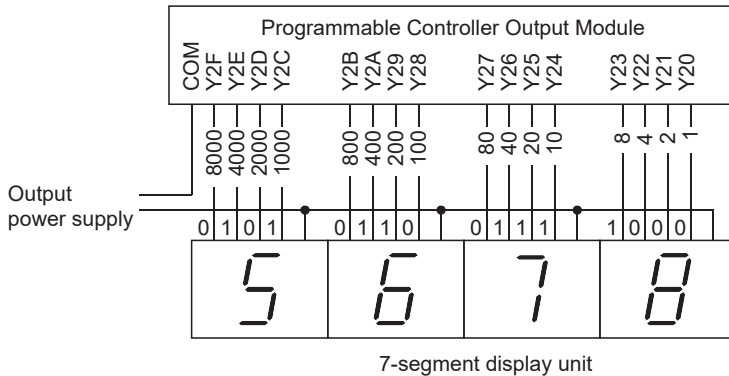 Programmable Controller Output Module
COM Y2F Y2E Y2D Y2C Y2B Y2A Y29 Y28 Y27 Y26 Y25 Y24 Y23 Y22 Y21 Y20
8000 4000 2000 1000 800 400 200 100 80 40 20 10 8 4 2 1
Output
power supply
0 1 0 1 0 1 1 0 0 1 1 1 1 0 0 0
5 6 7 8
7-segment display unit